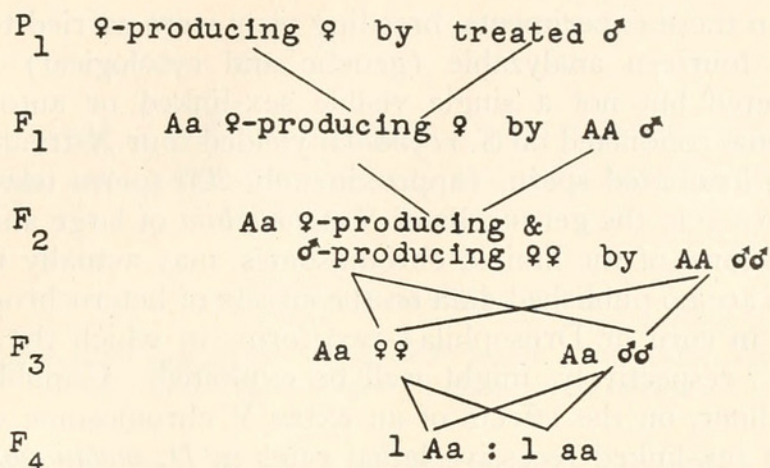 P₁ ♀-producing ♀ by treated ♂
F₁ Aa ♀-producing ♀ by AA ♂
F₂ Aa ♀-producing &
♂-producing ♀♀ by AA ♂♂
F₃ Aa ♀♀ Aa ♂♂
F₄ 1 Aa : 1 aa